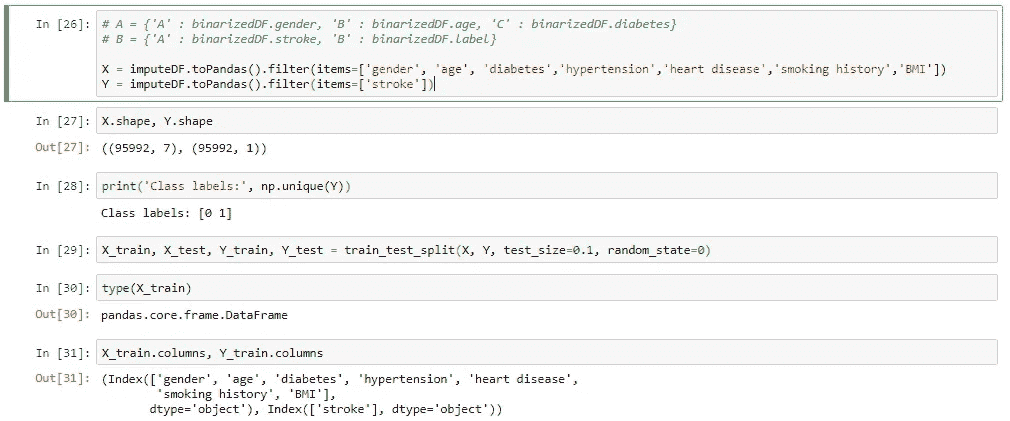 In [26]: # A = {'A' : binarizedDF.gender, 'B' : binarizedDF.age, 'C' : binarizedDF.diabetes}
# B = {'A' : binarizedDF.stroke, 'B' : binarizedDF.label}
X = imputeDF.toPandas().filter(items=['gender', 'age', 'diabetes','hypertension','heart disease','smoking history','BMI'])
Y = imputeDF.toPandas().filter(items=['stroke'])
In [27]: X.shape, Y.shape
Out[27]: ((95992, 7), (95992, 1))
In [28]: print('Class labels:', np.unique(Y))
Class labels: [0 1]
In [29]: X_train, X_test, Y_train, Y_test = train_test_split(X, Y, test_size=0.1, random_state=0)
In [30]: type(X_train)
Out[30]: pandas.core.frame.DataFrame
In [31]: X_train.columns, Y_train.columns
Out[31]: (Index(['gender', 'age', 'diabetes', 'hypertension', 'heart disease',
'smoking history', 'BMI'],
dtype='object'), Index(['stroke'], dtype='object'))